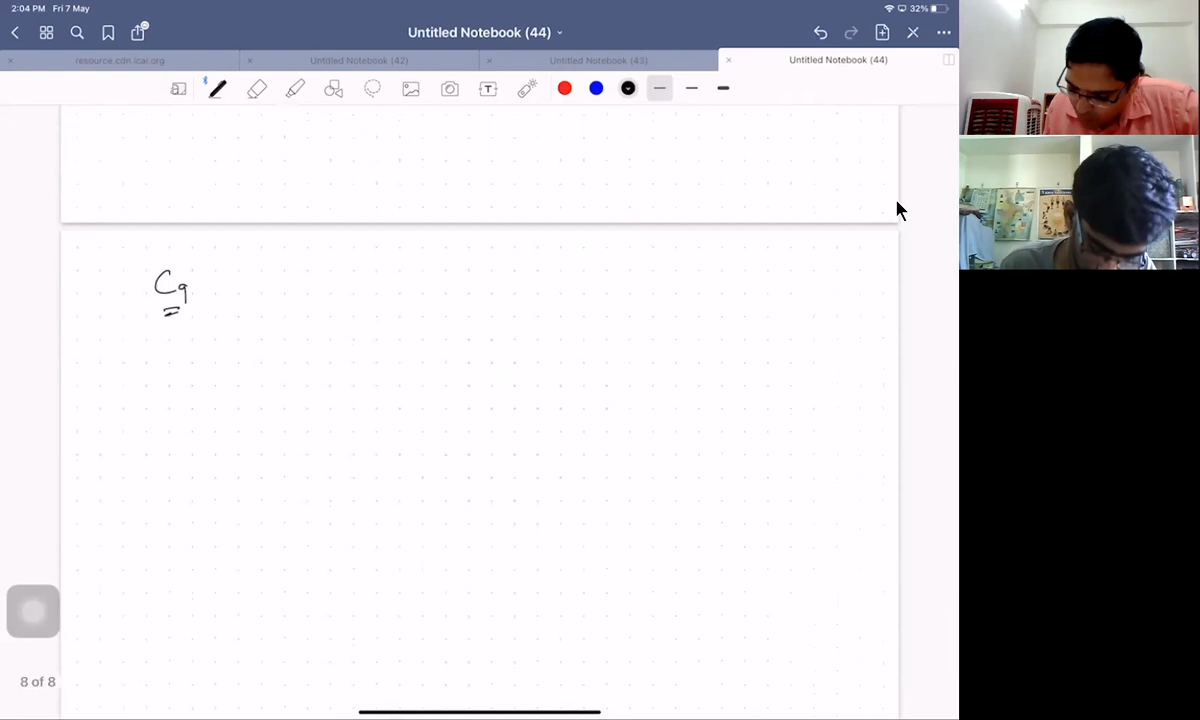 2:04 PM Fri 7 May 32%
Untitled Notebook (44)
resource.cdn.icai.org Untitled Notebook (42) Untitled Notebook (43) Untitled Notebook (44)
T
C9
8 of 8